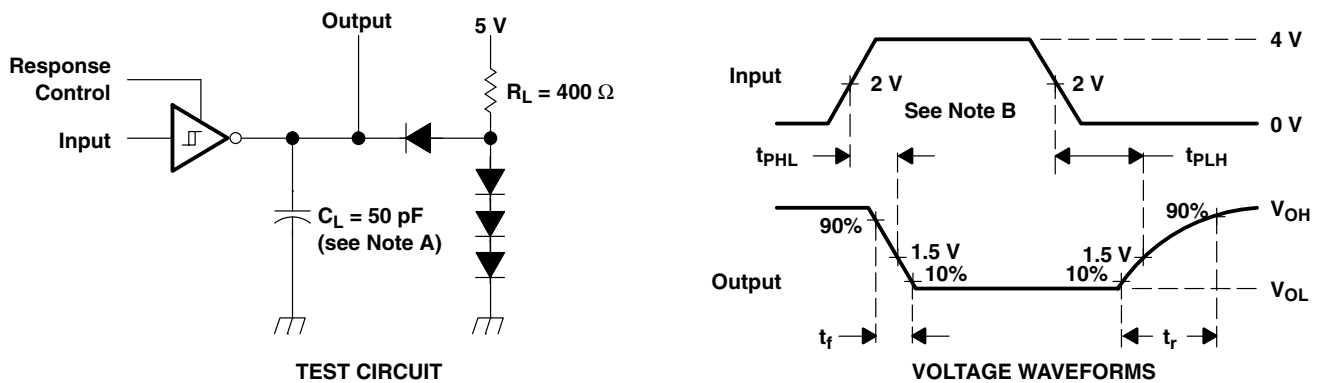 Output
5 V
Response
Control
Input
R_L = 400 Ω
C_L = 50 pF
(see Note A)
TEST CIRCUIT
4 V
Input
2 V
2 V
See Note B
0 V
t_PHL
t_PLH
V_OH
90%
90%
1.5 V
1.5 V
10%
10%
Output
V_OL
t_f
t_r
VOLTAGE WAVEFORMS